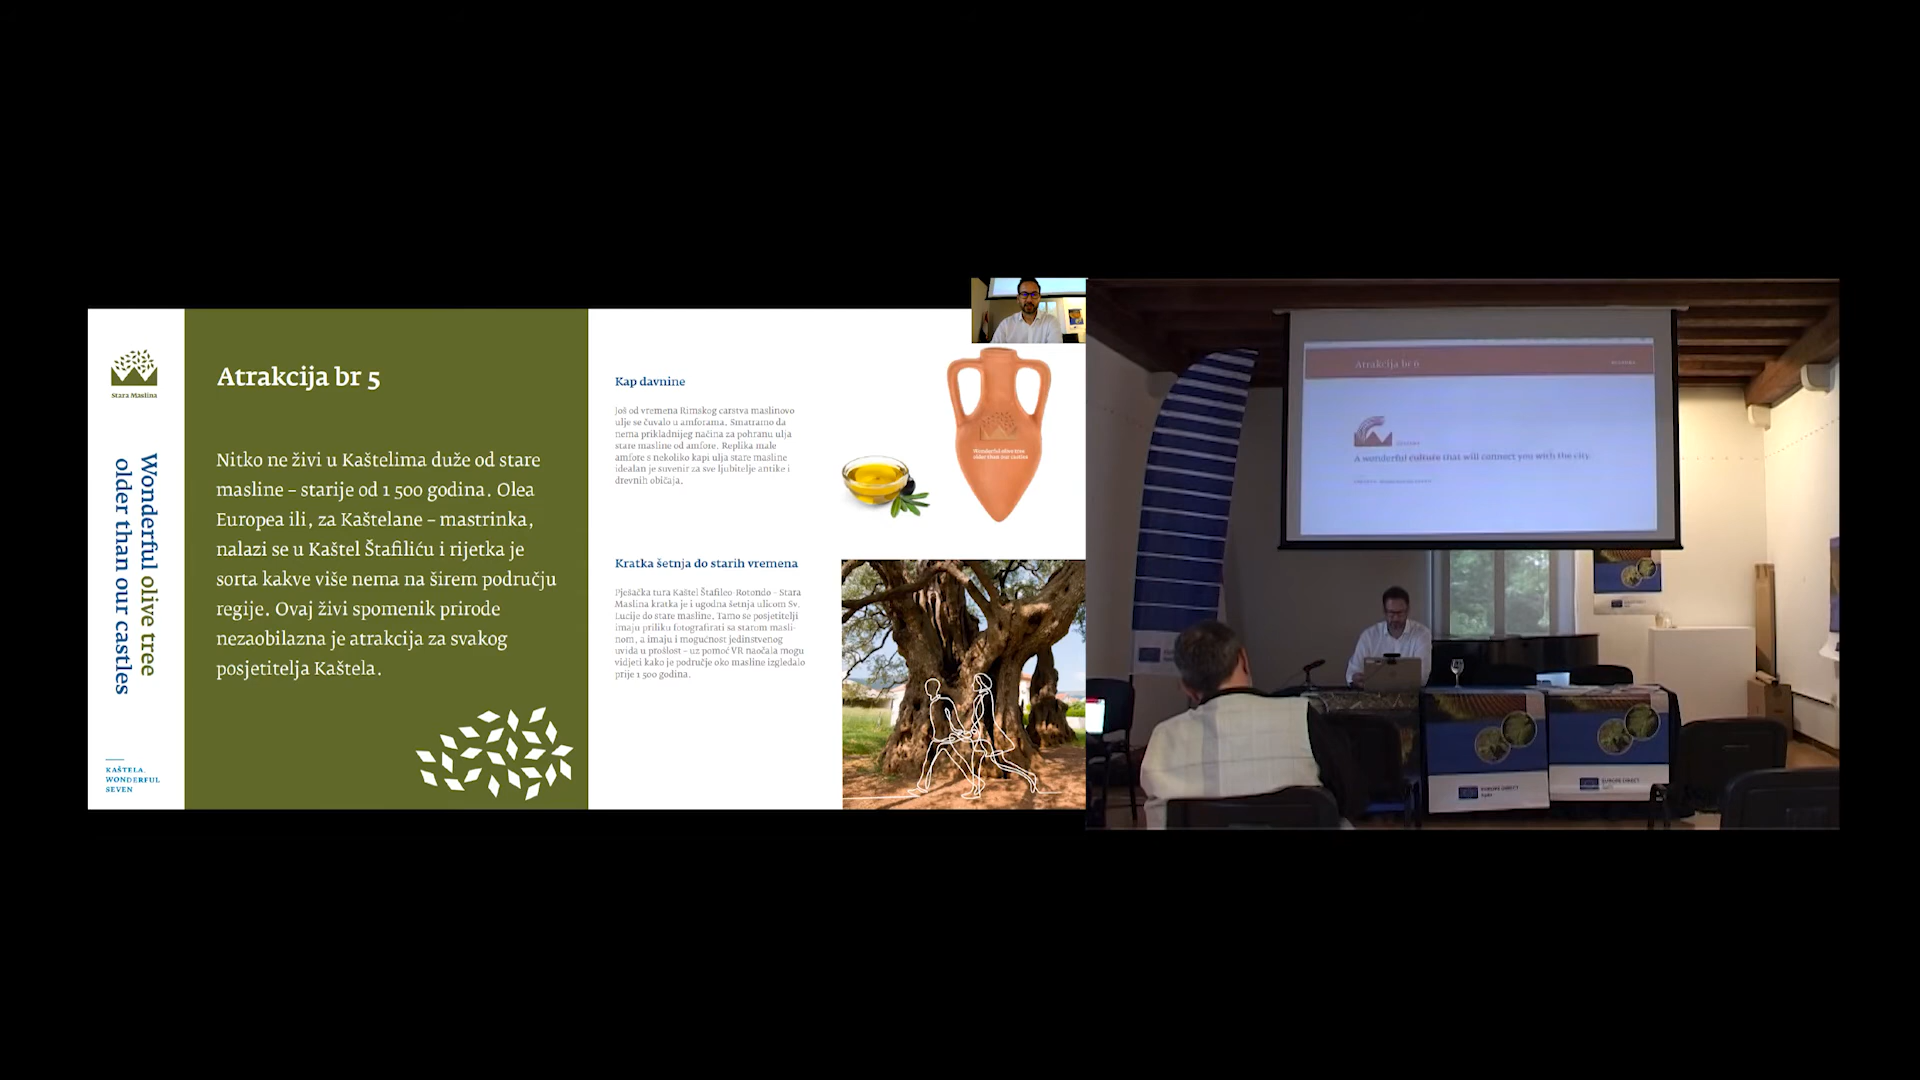 Stara Maslina
Wonderful olive tree
older than our castles
KAŠTELA.
WONDERFUL
SEVEN
Atrakcija br 5
Nitko ne živi u Kaštelima duže od stare
masline – starije od 1 500 godina. Olea
Europea ili, za Kaštelane – mastrinka,
nalazi se u Kaštel Štafiliću i rijetka je
sorta kakve više nema na širem području
regije. Ovaj živi spomenik prirode
nezaobilazna je atrakcija za svakog
posjetitelja Kaštela.
Kap davnine
Još od vremena Rimskog carstva maslinovo
ulje se čuvalo u amforama. Smatramo da
nema prikladnijeg načina za pohranu ulja
stare masline od amfore. Replika male
amfore s nekoliko kapi ulja stare masline
idealan je suvenir za sve ljubitelje antike i
drevnih običaja.
Wonderful olive tree
older than our castles
Kratka šetnja do starih vremena
Pješačka tura Kaštel Štafileo-Rotondo - Stara
Maslina kratka je i ugodna šetnja ulicom Sv.
Lucije do stare masline. Tamo se posjetitelji
imaju priliku fotografirati sa starom masli-
nom, a imaju i mogućnost jedinstvenog
uvida u prošlost – uz pomoć VR naočala mogu
vidjeti kako je područje oko masline izgledalo
prije 1 500 godina.
Atrakcija br 6
A wonderful culture that will connect you with the city.
EUROPE DIRECT
EUROPE DIRECT